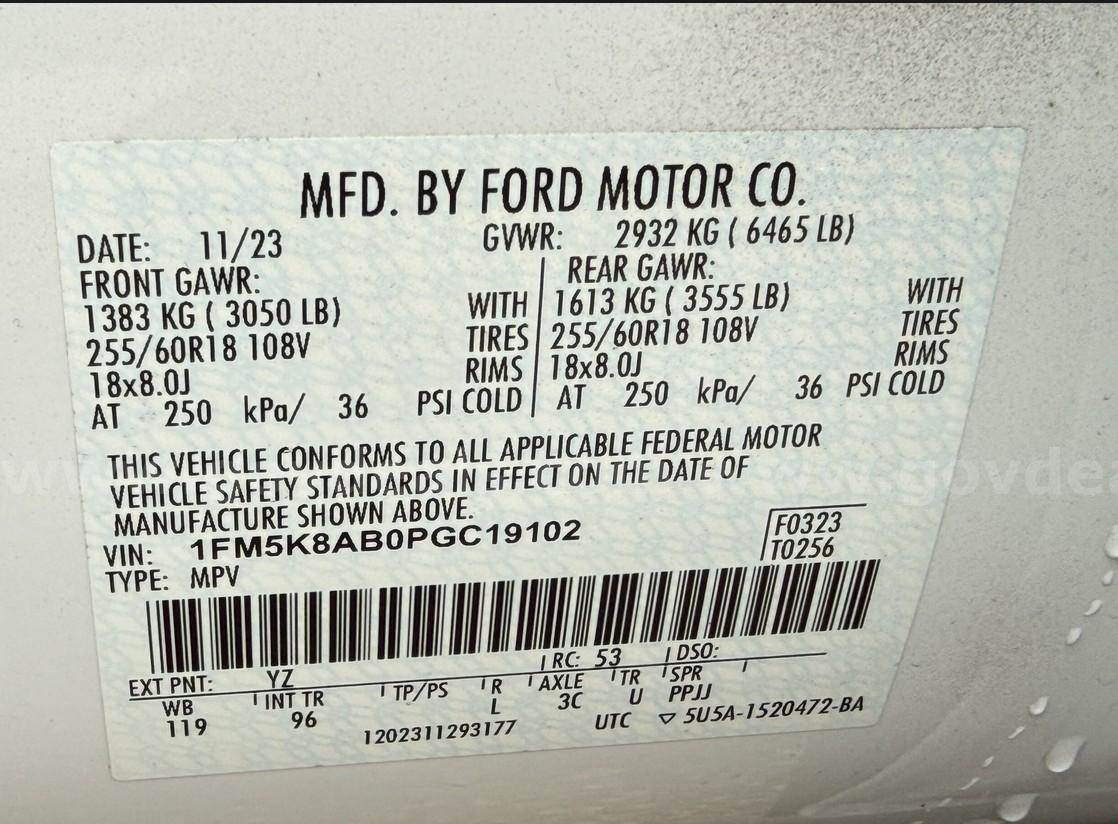 MFD. BY FORD MOTOR CO.
DATE: 11/23 GVWR: 2932 KG ( 6465 LB)
FRONT GAWR: REAR GAWR:
1383 KG ( 3050 LB) WITH 1613 KG ( 3555 LB) WITH
255/60R18 108V TIRES 255/60R18 108V TIRES
18x8.0J RIMS 18x8.0J RIMS
AT 250 kPa/ 36 PSI COLD AT 250 kPa/ 36 PSI COLD
THIS VEHICLE CONFORMS TO ALL APPLICABLE FEDERAL MOTOR
VEHICLE SAFETY STANDARDS IN EFFECT ON THE DATE OF
MANUFACTURE SHOWN ABOVE.
VIN: 1FM5K8AB0PGC19102 F0323
TYPE: MPV T0256
RC: 53 DSO:
EXT PNT: YZ
WB INT TR TP/PS R AXLE TR SPR
119 96 L 3C U PPJJ
1202311293177 UTC ▽ 5U5A-1520472-BA